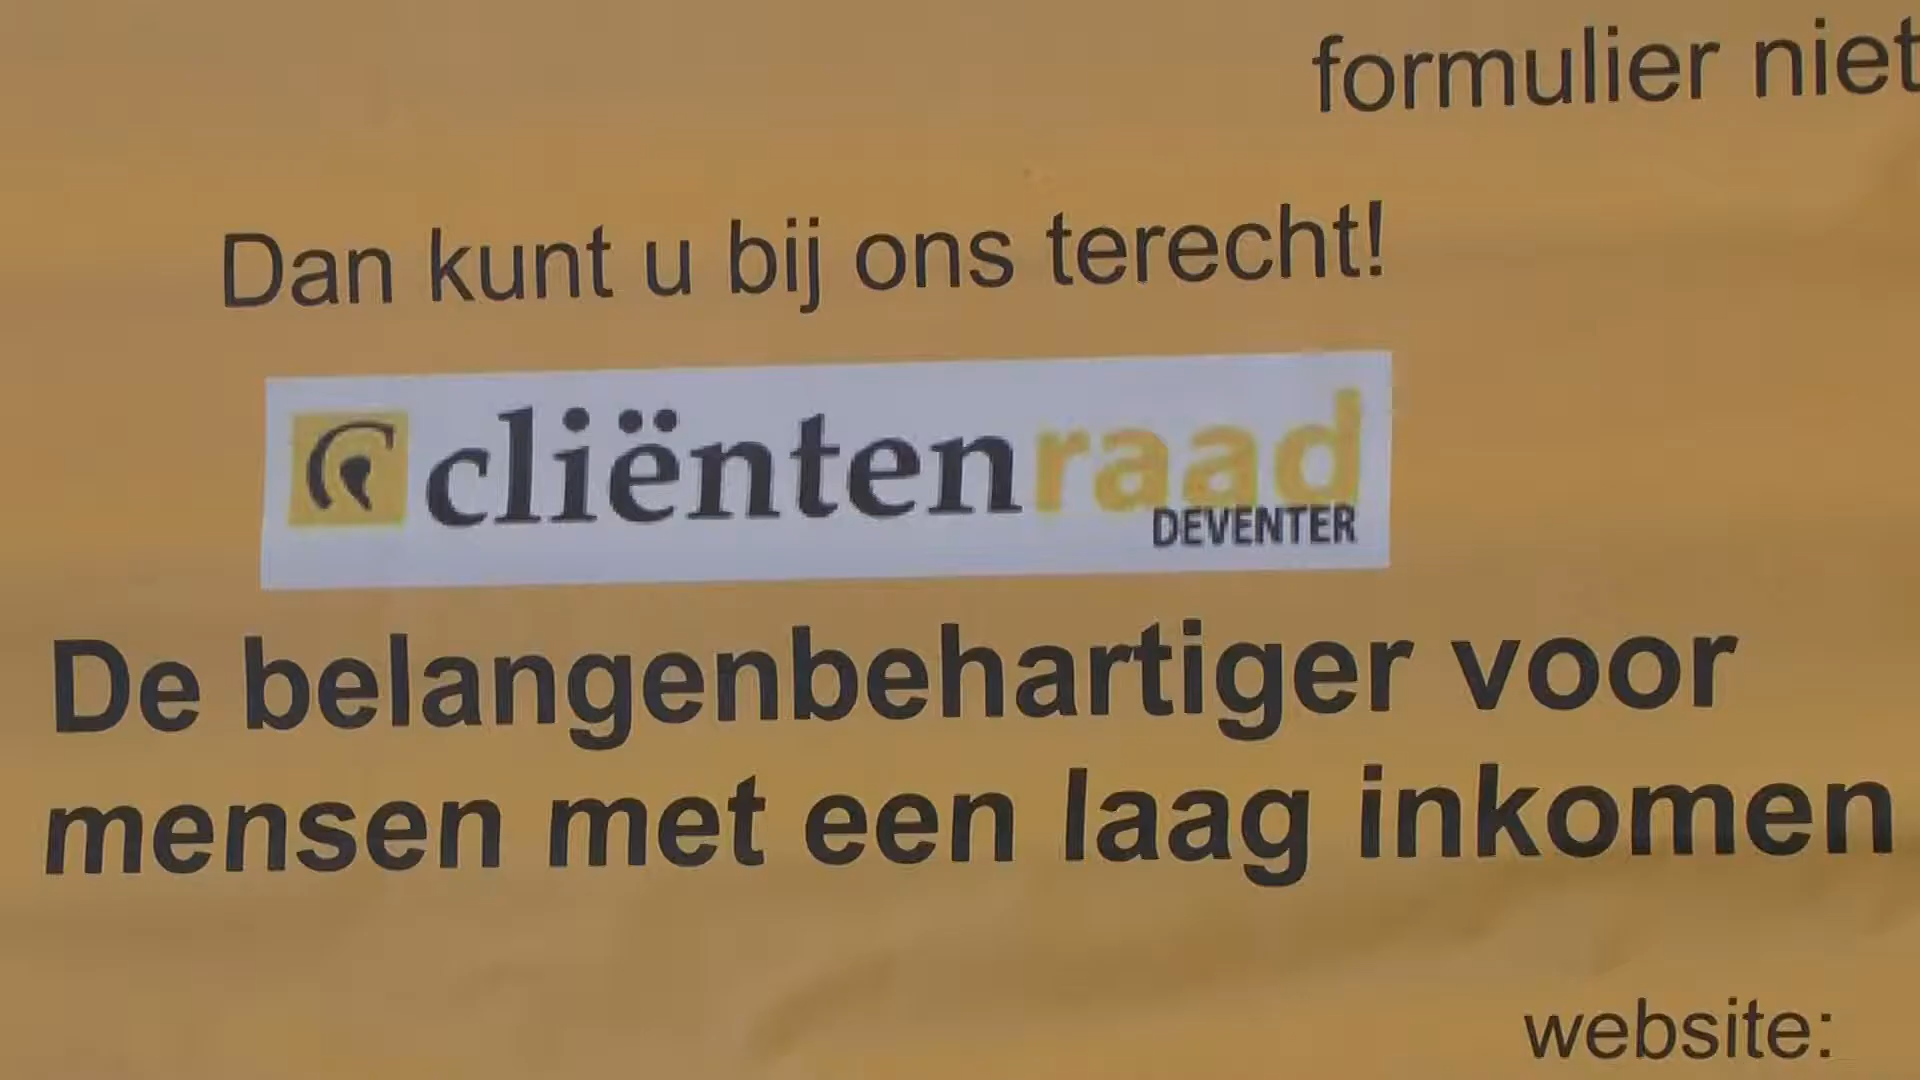 formulier niet
Dan kunt u bij ons terecht!
cliëntenraad
DEVENTER
De belangenbehartiger voor
mensen met een laag inkomen
website: